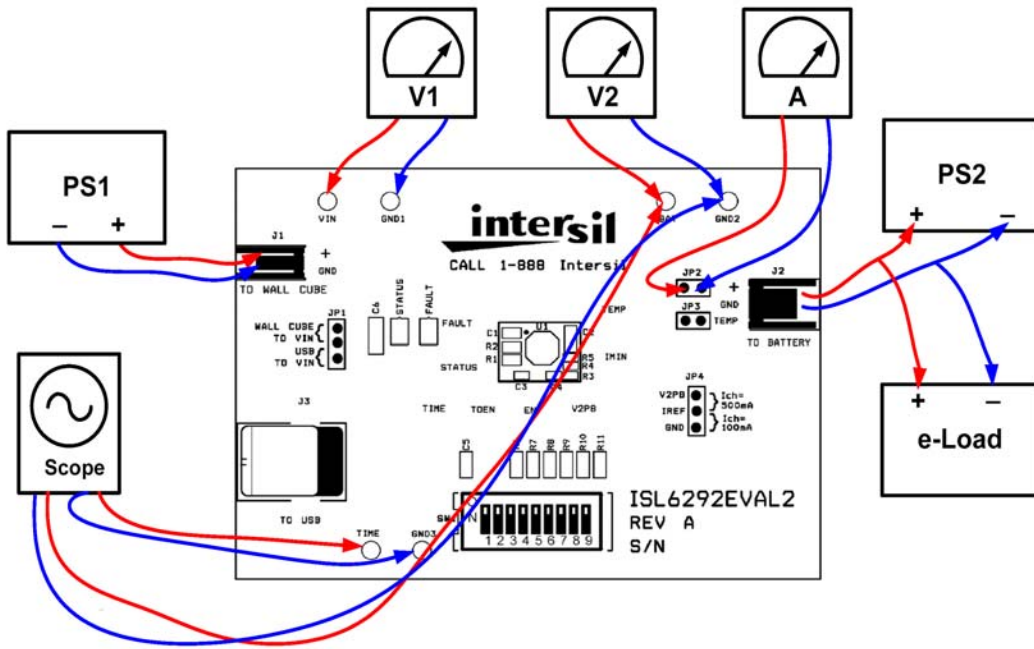 V1
V2
A
PS1
– +
PS2
+ –
VIN
GND1
GND2
intersil
CALL 1-888 Intersil
J1
+
GND
TO WALL CUBE
JP1
WALL CUBE
TO VIN
USB
TO VIN
C6
STATUS
FAULT
FAULT
TEMP
U1
C1
R2
R1
R5
R4
R3
C3
IMIN
STATUS
TIME
TOEN
V2PB
JP2
JP3
TEMP
+
GND
J2
TO BATTERY
JP4
V2PB
IREF
GND
Ich=
500mA
Ich=
100mA
+ –
e-Load
Scope
J3
TO USB
C5
R7
R8
R9
R10
R11
TIME
GND3
1 2 3 4 5 6 7 8 9
ISL6292EVAL2
REV A
S/N